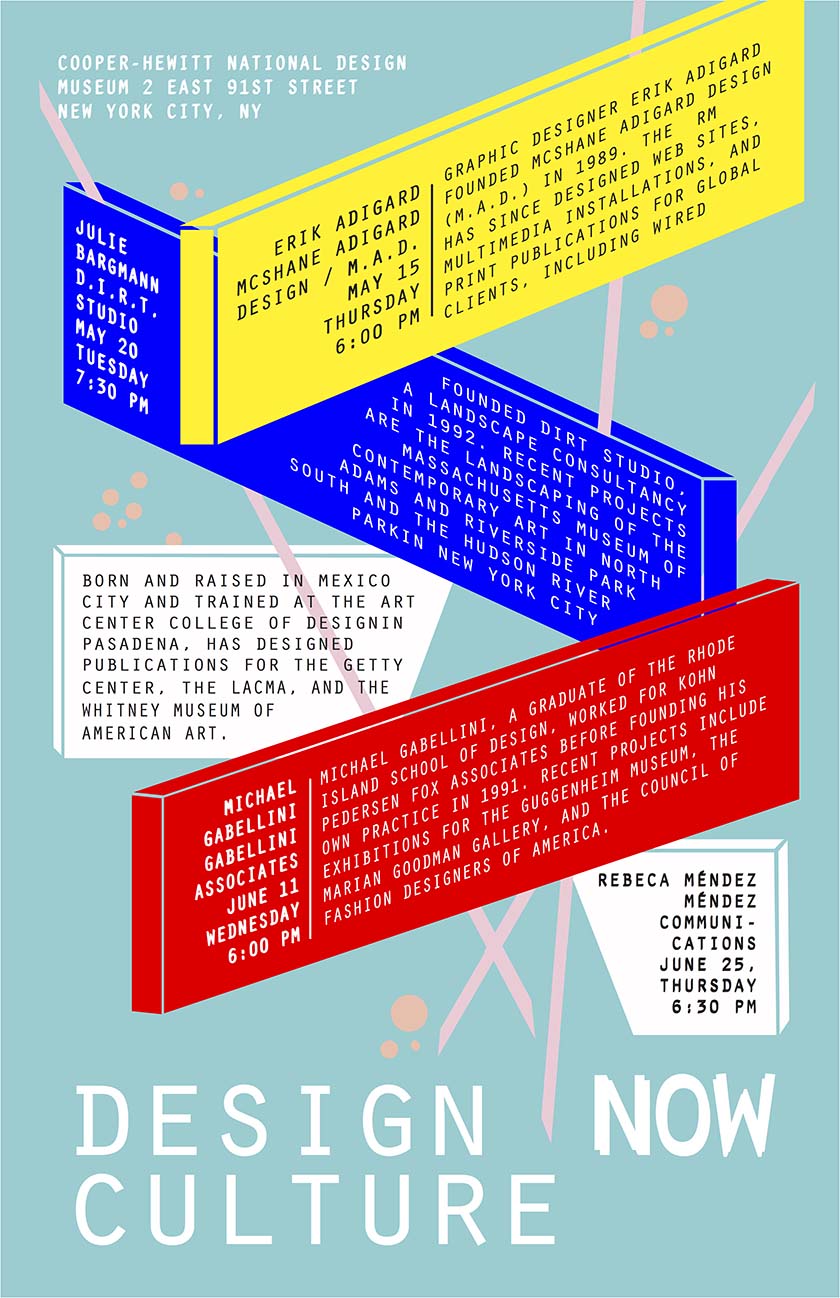 COOPER-HEWITT NATIONAL DESIGN
MUSEUM 2 EAST 91ST STREET
NEW YORK CITY, NY
ERIK ADIGARD
MCSHANE ADIGARD
DESIGN / M.A.D.
MAY 15
THURSDAY
6:00 PM
GRAPHIC DESIGNER ERIK ADIGARD
FOUNDED MCSHANE ADIGARD DESIGN
(M.A.D.) IN 1989. THE RM
HAS SINCE DESIGNED WEB SITES,
MULTIMEDIA INSTALLATIONS, AND
PRINT PUBLICATIONS FOR GLOBAL
CLIENTS, INCLUDING WIRED
JULIE
BARGMANN
D.I.R.T.
STUDIO
MAY 20
TUESDAY
7:30 PM
FOUNDED DIRT STUDIO,
A LANDSCAPE CONSULTANCY
IN 1992. RECENT PROJECTS
ARE THE LANDSCAPING OF THE
MASSACHUSETTS MUSEUM OF
CONTEMPORARY ART IN NORTH
ADAMS AND RIVERSIDE PARK
SOUTH AND THE HUDSON RIVER
PARKIN NEW YORK CITY
BORN AND RAISED IN MEXICO
CITY AND TRAINED AT THE ART
CENTER COLLEGE OF DESIGNIN
PASADENA, HAS DESIGNED
PUBLICATIONS FOR THE GETTY
CENTER, THE LACMA, AND THE
WHITNEY MUSEUM OF
AMERICAN ART.
MICHAEL
GABELLINI
GABELLINI
ASSOCIATES
JUNE 11
WEDNESDAY
6:00 PM
MICHAEL GABELLINI, A GRADUATE OF THE RHODE
ISLAND SCHOOL OF DESIGN, WORKED FOR KOHN
PEDERSEN FOX ASSOCIATES BEFORE FOUNDING HIS
OWN PRACTICE IN 1991. RECENT PROJECTS INCLUDE
EXHIBITIONS FOR THE GUGGENHEIM MUSEUM, THE
MARIAN GOODMAN GALLERY, AND THE COUNCIL OF
FASHION DESIGNERS OF AMERICA.
REBECA MÉNDEZ
MÉNDEZ
COMMUNI-
CATIONS
JUNE 25,
THURSDAY
6:30 PM
DESIGN NOW
CULTURE